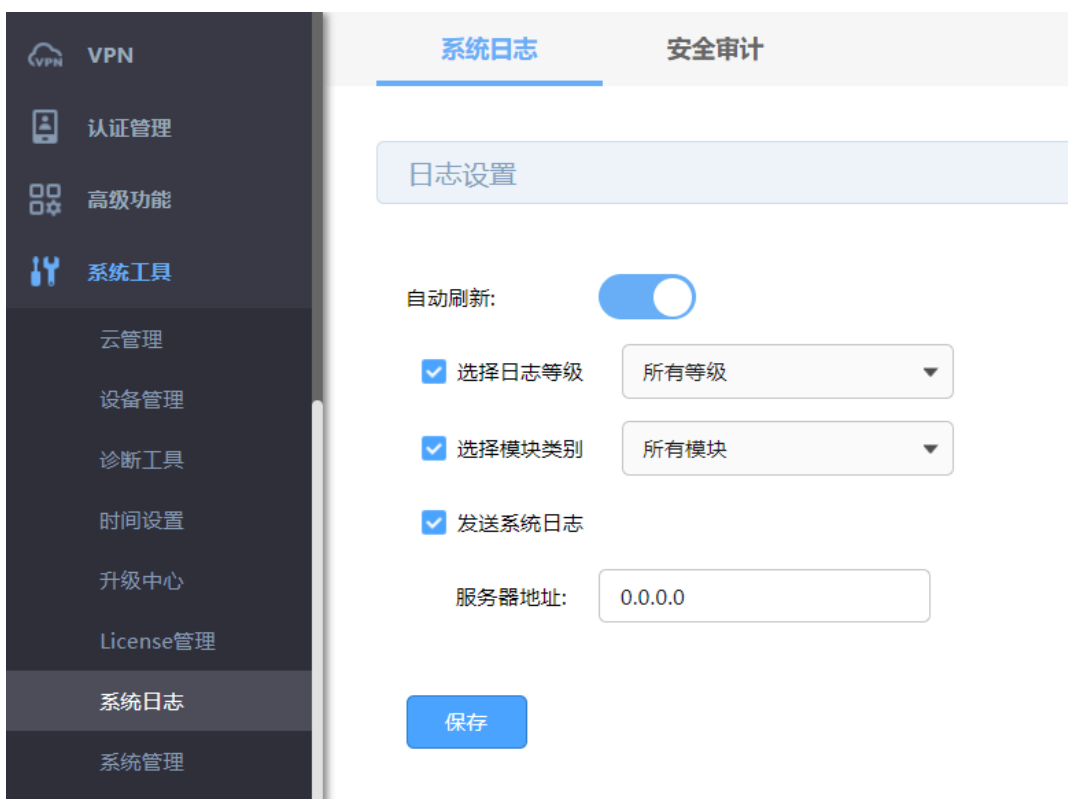 VPN
VPN
认证管理
高级功能
系统工具
云管理
设备管理
诊断工具
时间设置
升级中心
License管理
系统日志
系统管理
系统日志
安全审计
日志设置
自动刷新:
选择日志等级
所有等级
选择模块类别
所有模块
发送系统日志
服务器地址:
0.0.0.0
保存